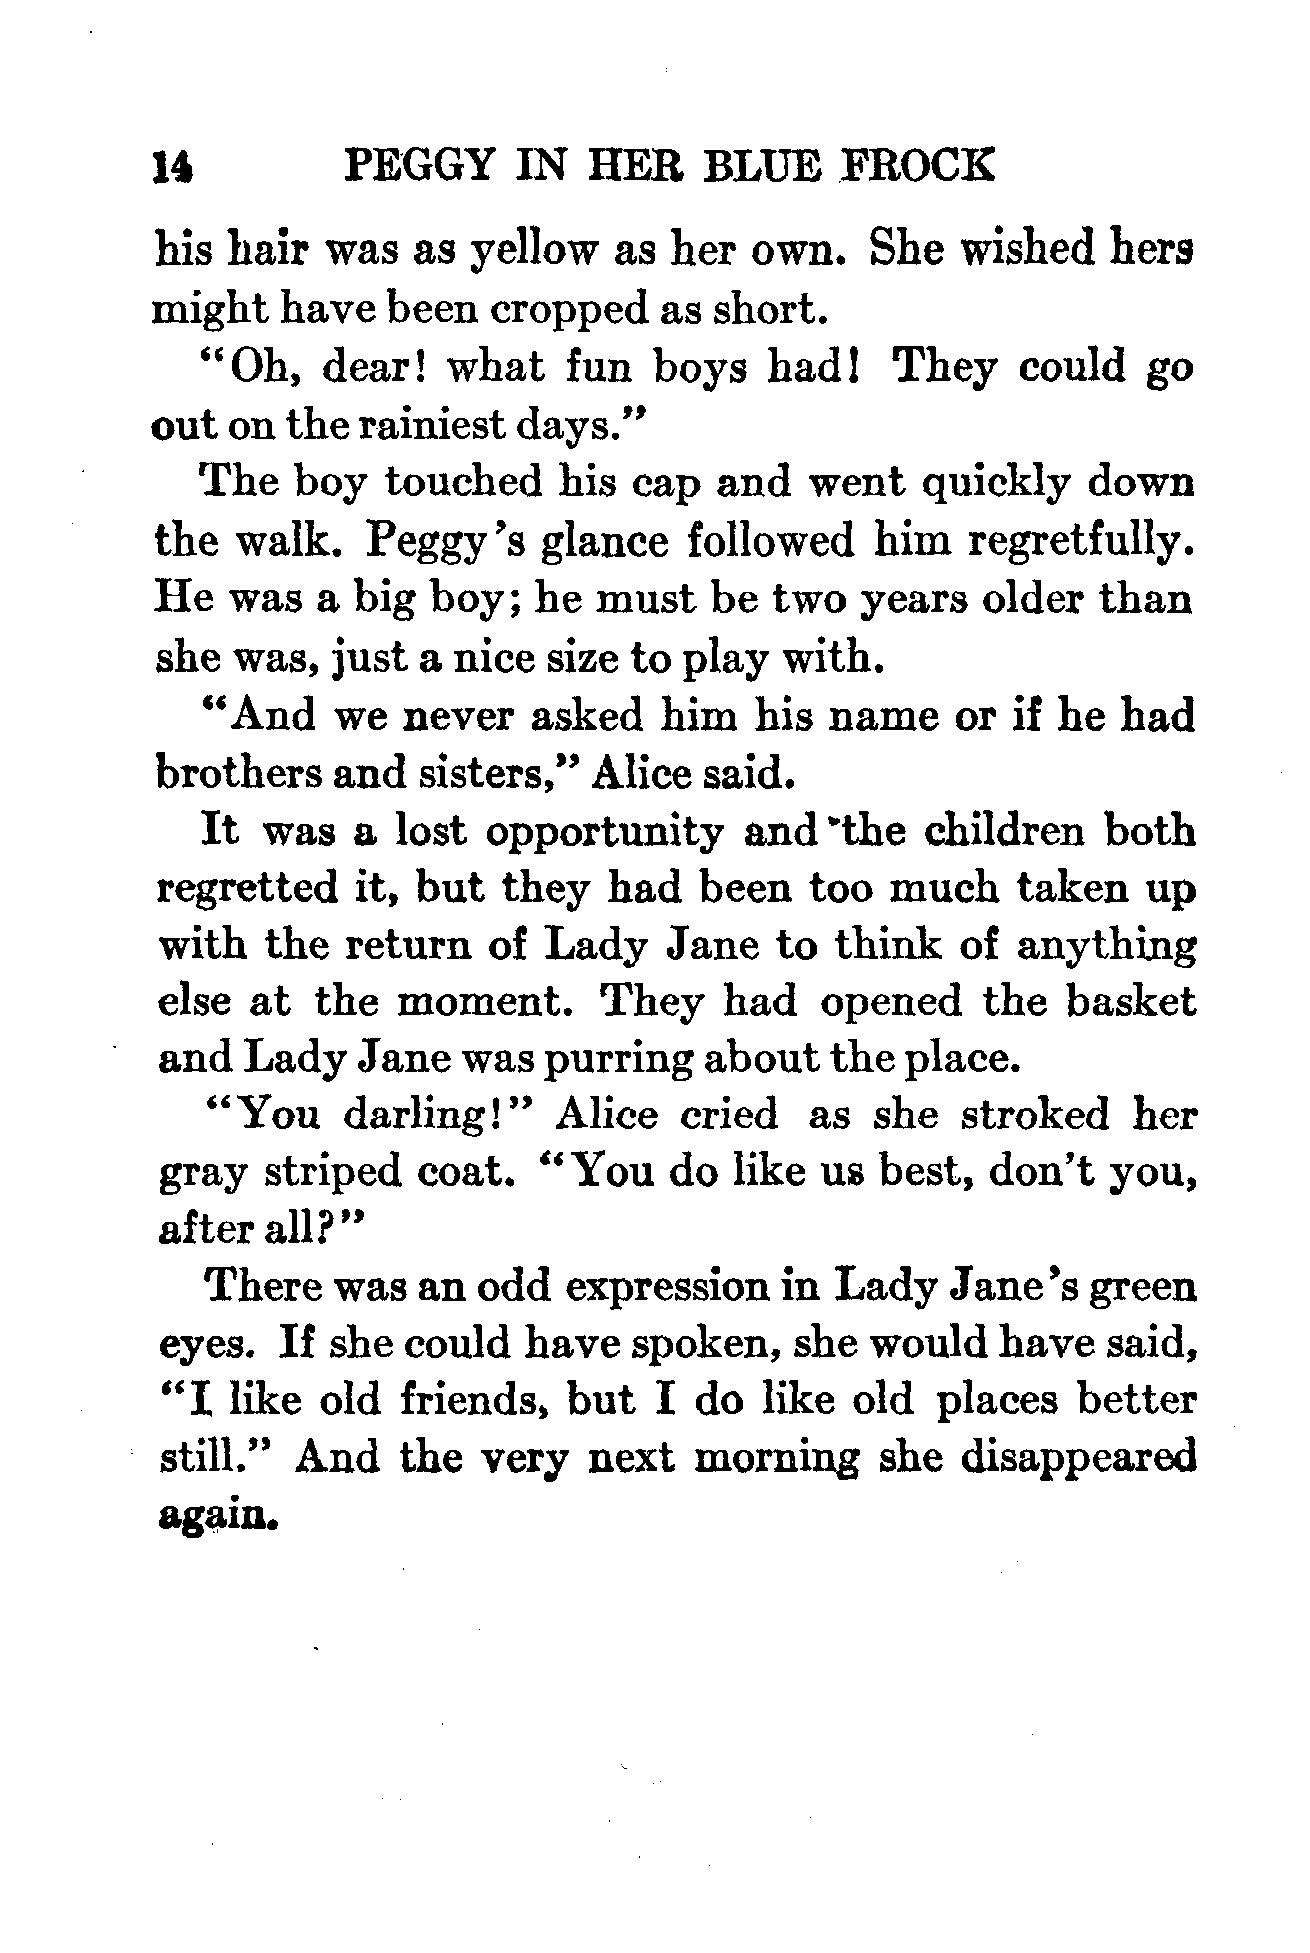 14 PEGGY IN HER BLUE FROCK
his hair was as yellow as her own. She wished hers
might have been cropped as short.
"Oh, dear! what fun boys had! They could go
out on the rainiest days."
The boy touched his cap and went quickly down
the walk. Peggy's glance followed him regretfully.
He was a big boy; he must be two years older than
she was, just a nice size to play with.
"And we never asked him his name or if he had
brothers and sisters," Alice said.
It was a lost opportunity and the children both
regretted it, but they had been too much taken up
with the return of Lady Jane to think of anything
else at the moment. They had opened the basket
and Lady Jane was purring about the place.
"You darling!" Alice cried as she stroked her
gray striped coat. "You do like us best, don't you,
after all?"
There was an odd expression in Lady Jane's green
eyes. If she could have spoken, she would have said,
"I like old friends, but I do like old places better
still." And the very next morning she disappeared
again.